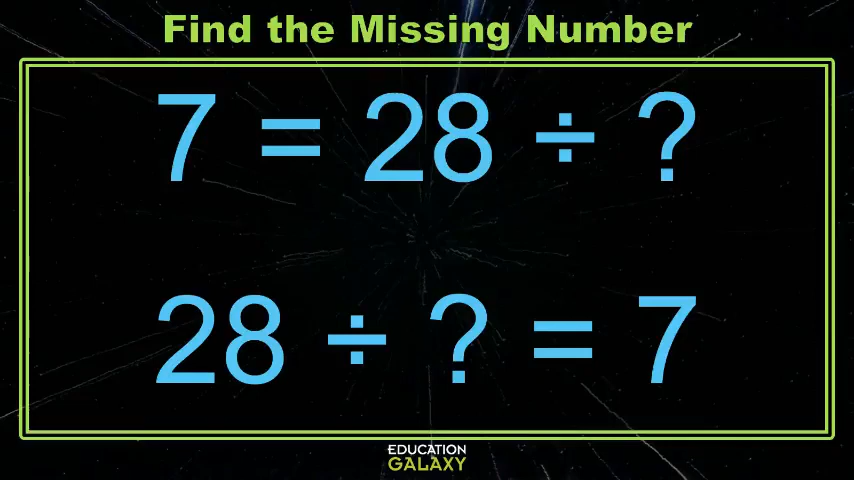 Find the Missing Number
7 = 28 ÷ ?
28 ÷ ? = 7
EDUCATION
GALAXY